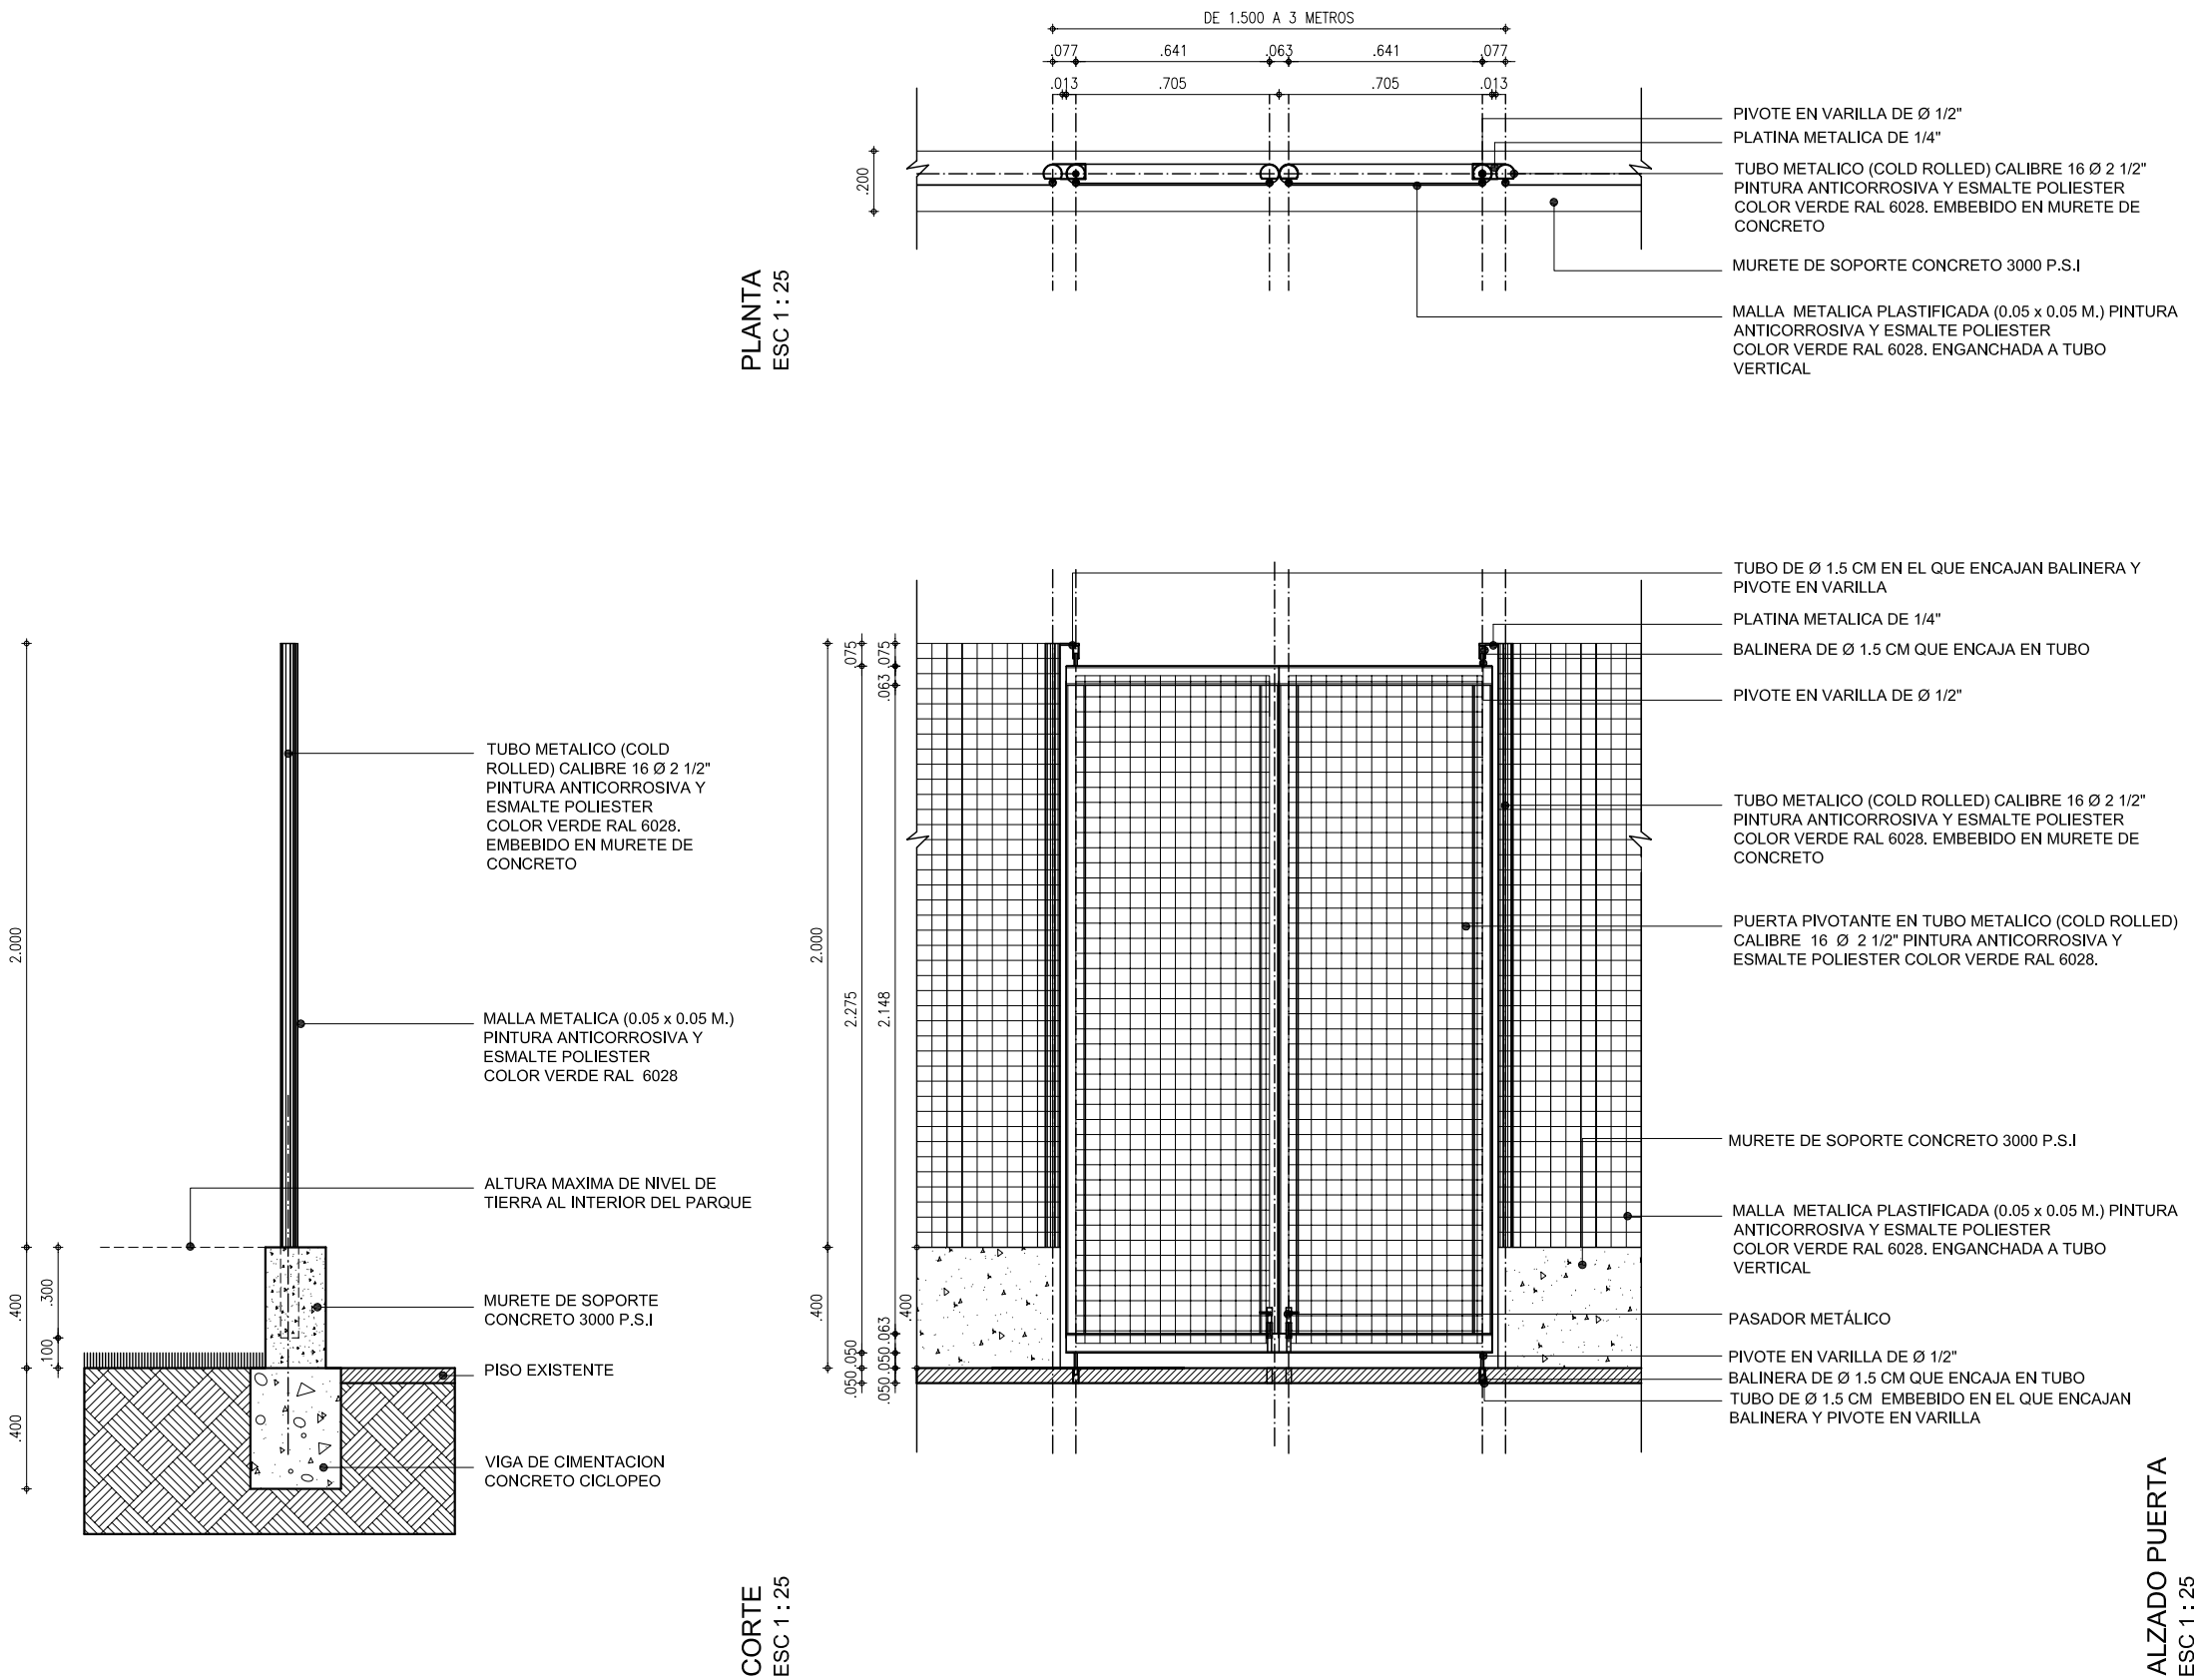 DE 1.500 A 3 METROS
.077 .641 .063 .641 .077
.013 .705 .705 .013
.200
PIVOTE EN VARILLA DE Ø 1/2"
PLATINA METALICA DE 1/4"
TUBO METALICO (COLD ROLLED) CALIBRE 16 Ø 2 1/2"
PINTURA ANTICORROSIVA Y ESMALTE POLIESTER
COLOR VERDE RAL 6028. EMBEBIDO EN MURETE DE
CONCRETO
MURETE DE SOPORTE CONCRETO 3000 P.S.I
MALLA METALICA PLASTIFICADA (0.05 x 0.05 M.) PINTURA
ANTICORROSIVA Y ESMALTE POLIESTER
COLOR VERDE RAL 6028. ENGANCHADA A TUBO
VERTICAL
PLANTA
ESC 1 : 25
2.000
.400
.300
.100
.400
TUBO METALICO (COLD
ROLLED) CALIBRE 16 Ø 2 1/2"
PINTURA ANTICORROSIVA Y
ESMALTE POLIESTER
COLOR VERDE RAL 6028.
EMBEBIDO EN MURETE DE
CONCRETO
MALLA METALICA (0.05 x 0.05 M.)
PINTURA ANTICORROSIVA Y
ESMALTE POLIESTER
COLOR VERDE RAL 6028
ALTURA MAXIMA DE NIVEL DE
TIERRA AL INTERIOR DEL PARQUE
MURETE DE SOPORTE
CONCRETO 3000 P.S.I
PISO EXISTENTE
VIGA DE CIMENTACION
CONCRETO CICLOPEO
CORTE
ESC 1 : 25
2.000
.400
.075
2.275
.050
.050
.075
.063
2.148
.063
.050
.050
.400
TUBO DE Ø 1.5 CM EN EL QUE ENCAJAN BALINERA Y
PIVOTE EN VARILLA
PLATINA METALICA DE 1/4"
BALINERA DE Ø 1.5 CM QUE ENCAJA EN TUBO
PIVOTE EN VARILLA DE Ø 1/2"
TUBO METALICO (COLD ROLLED) CALIBRE 16 Ø 2 1/2"
PINTURA ANTICORROSIVA Y ESMALTE POLIESTER
COLOR VERDE RAL 6028. EMBEBIDO EN MURETE DE
CONCRETO
PUERTA PIVOTANTE EN TUBO METALICO (COLD ROLLED)
CALIBRE 16 Ø 2 1/2" PINTURA ANTICORROSIVA Y
ESMALTE POLIESTER COLOR VERDE RAL 6028.
MURETE DE SOPORTE CONCRETO 3000 P.S.I
MALLA METALICA PLASTIFICADA (0.05 x 0.05 M.) PINTURA
ANTICORROSIVA Y ESMALTE POLIESTER
COLOR VERDE RAL 6028. ENGANCHADA A TUBO
VERTICAL
PASADOR METÁLICO
PIVOTE EN VARILLA DE Ø 1/2"
BALINERA DE Ø 1.5 CM QUE ENCAJA EN TUBO
TUBO DE Ø 1.5 CM EMBEBIDO EN EL QUE ENCAJAN
BALINERA Y PIVOTE EN VARILLA
ALZADO PUERTA
ESC 1 : 25